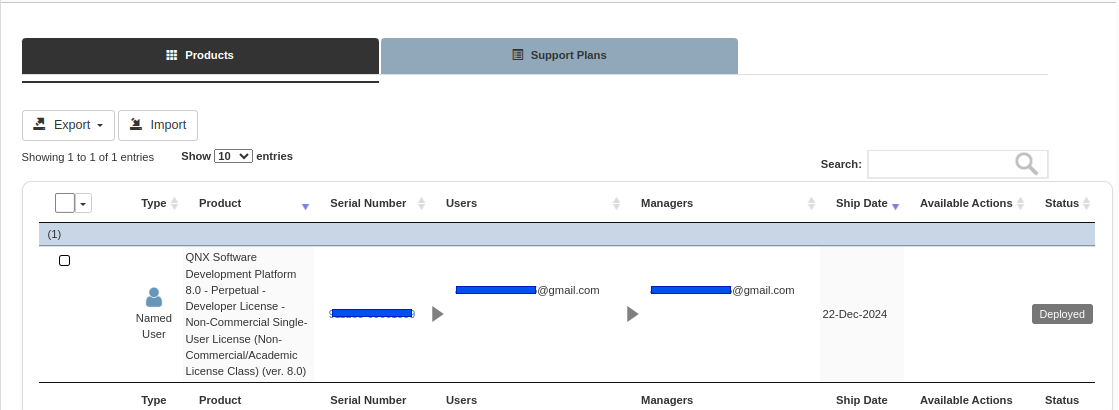 Products
Support Plans
Export
Import
Showing 1 to 1 of 1 entries
Show 10 entries
Search:
Type Product Serial Number Users Managers Ship Date Available Actions Status
(1)
Named User
QNX Software
Development Platform
8.0 - Perpetual -
Developer License -
Non-Commercial Single-
User License (Non-
Commercial/Academic
License Class) (ver. 8.0)
@gmail.com
@gmail.com
22-Dec-2024
Deployed
Type Product Serial Number Users Managers Ship Date Available Actions Status